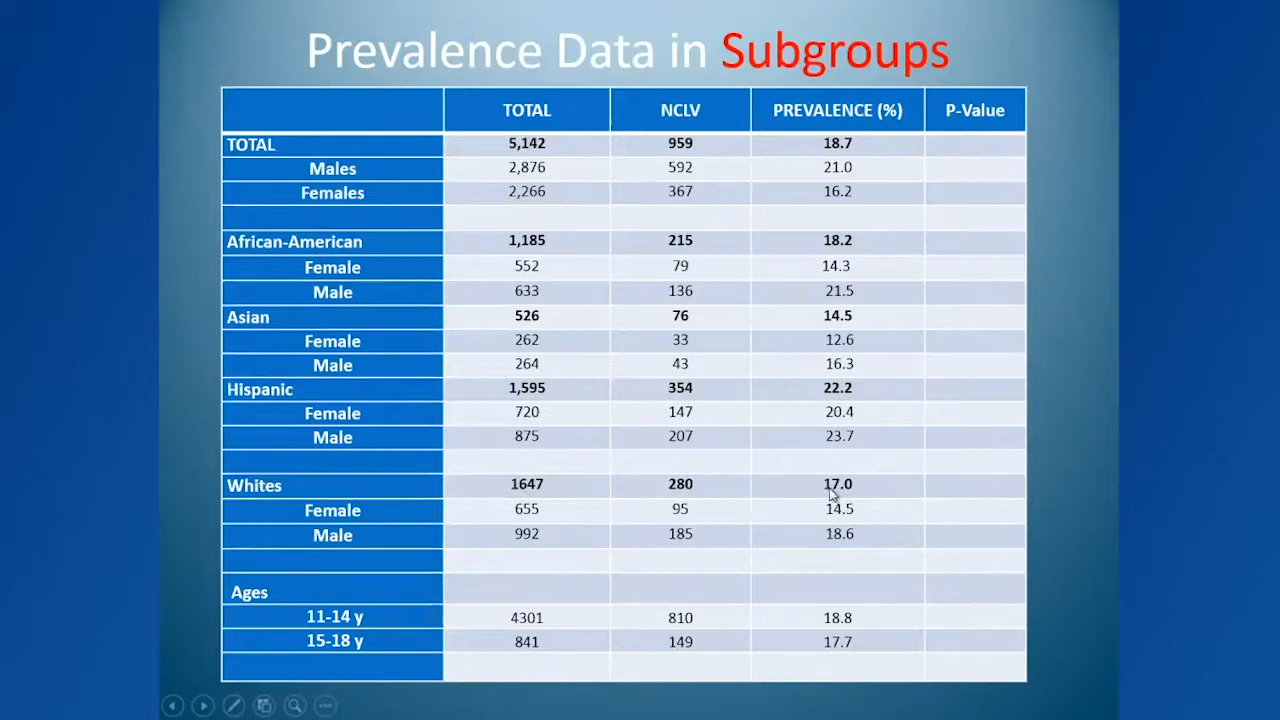 Prevalence Data in Subgroups
TOTAL NCLV PREVALENCE (%) P-Value
TOTAL 5,142 959 18.7
Males 2,876 592 21.0
Females 2,266 367 16.2
African-American 1,185 215 18.2
Female 552 79 14.3
Male 633 136 21.5
Asian 526 76 14.5
Female 262 33 12.6
Male 264 43 16.3
Hispanic 1,595 354 22.2
Female 720 147 20.4
Male 875 207 23.7
Whites 1647 280 17.0
Female 655 95 14.5
Male 992 185 18.6
Ages
11-14 y 4301 810 18.8
15-18 y 841 149 17.7